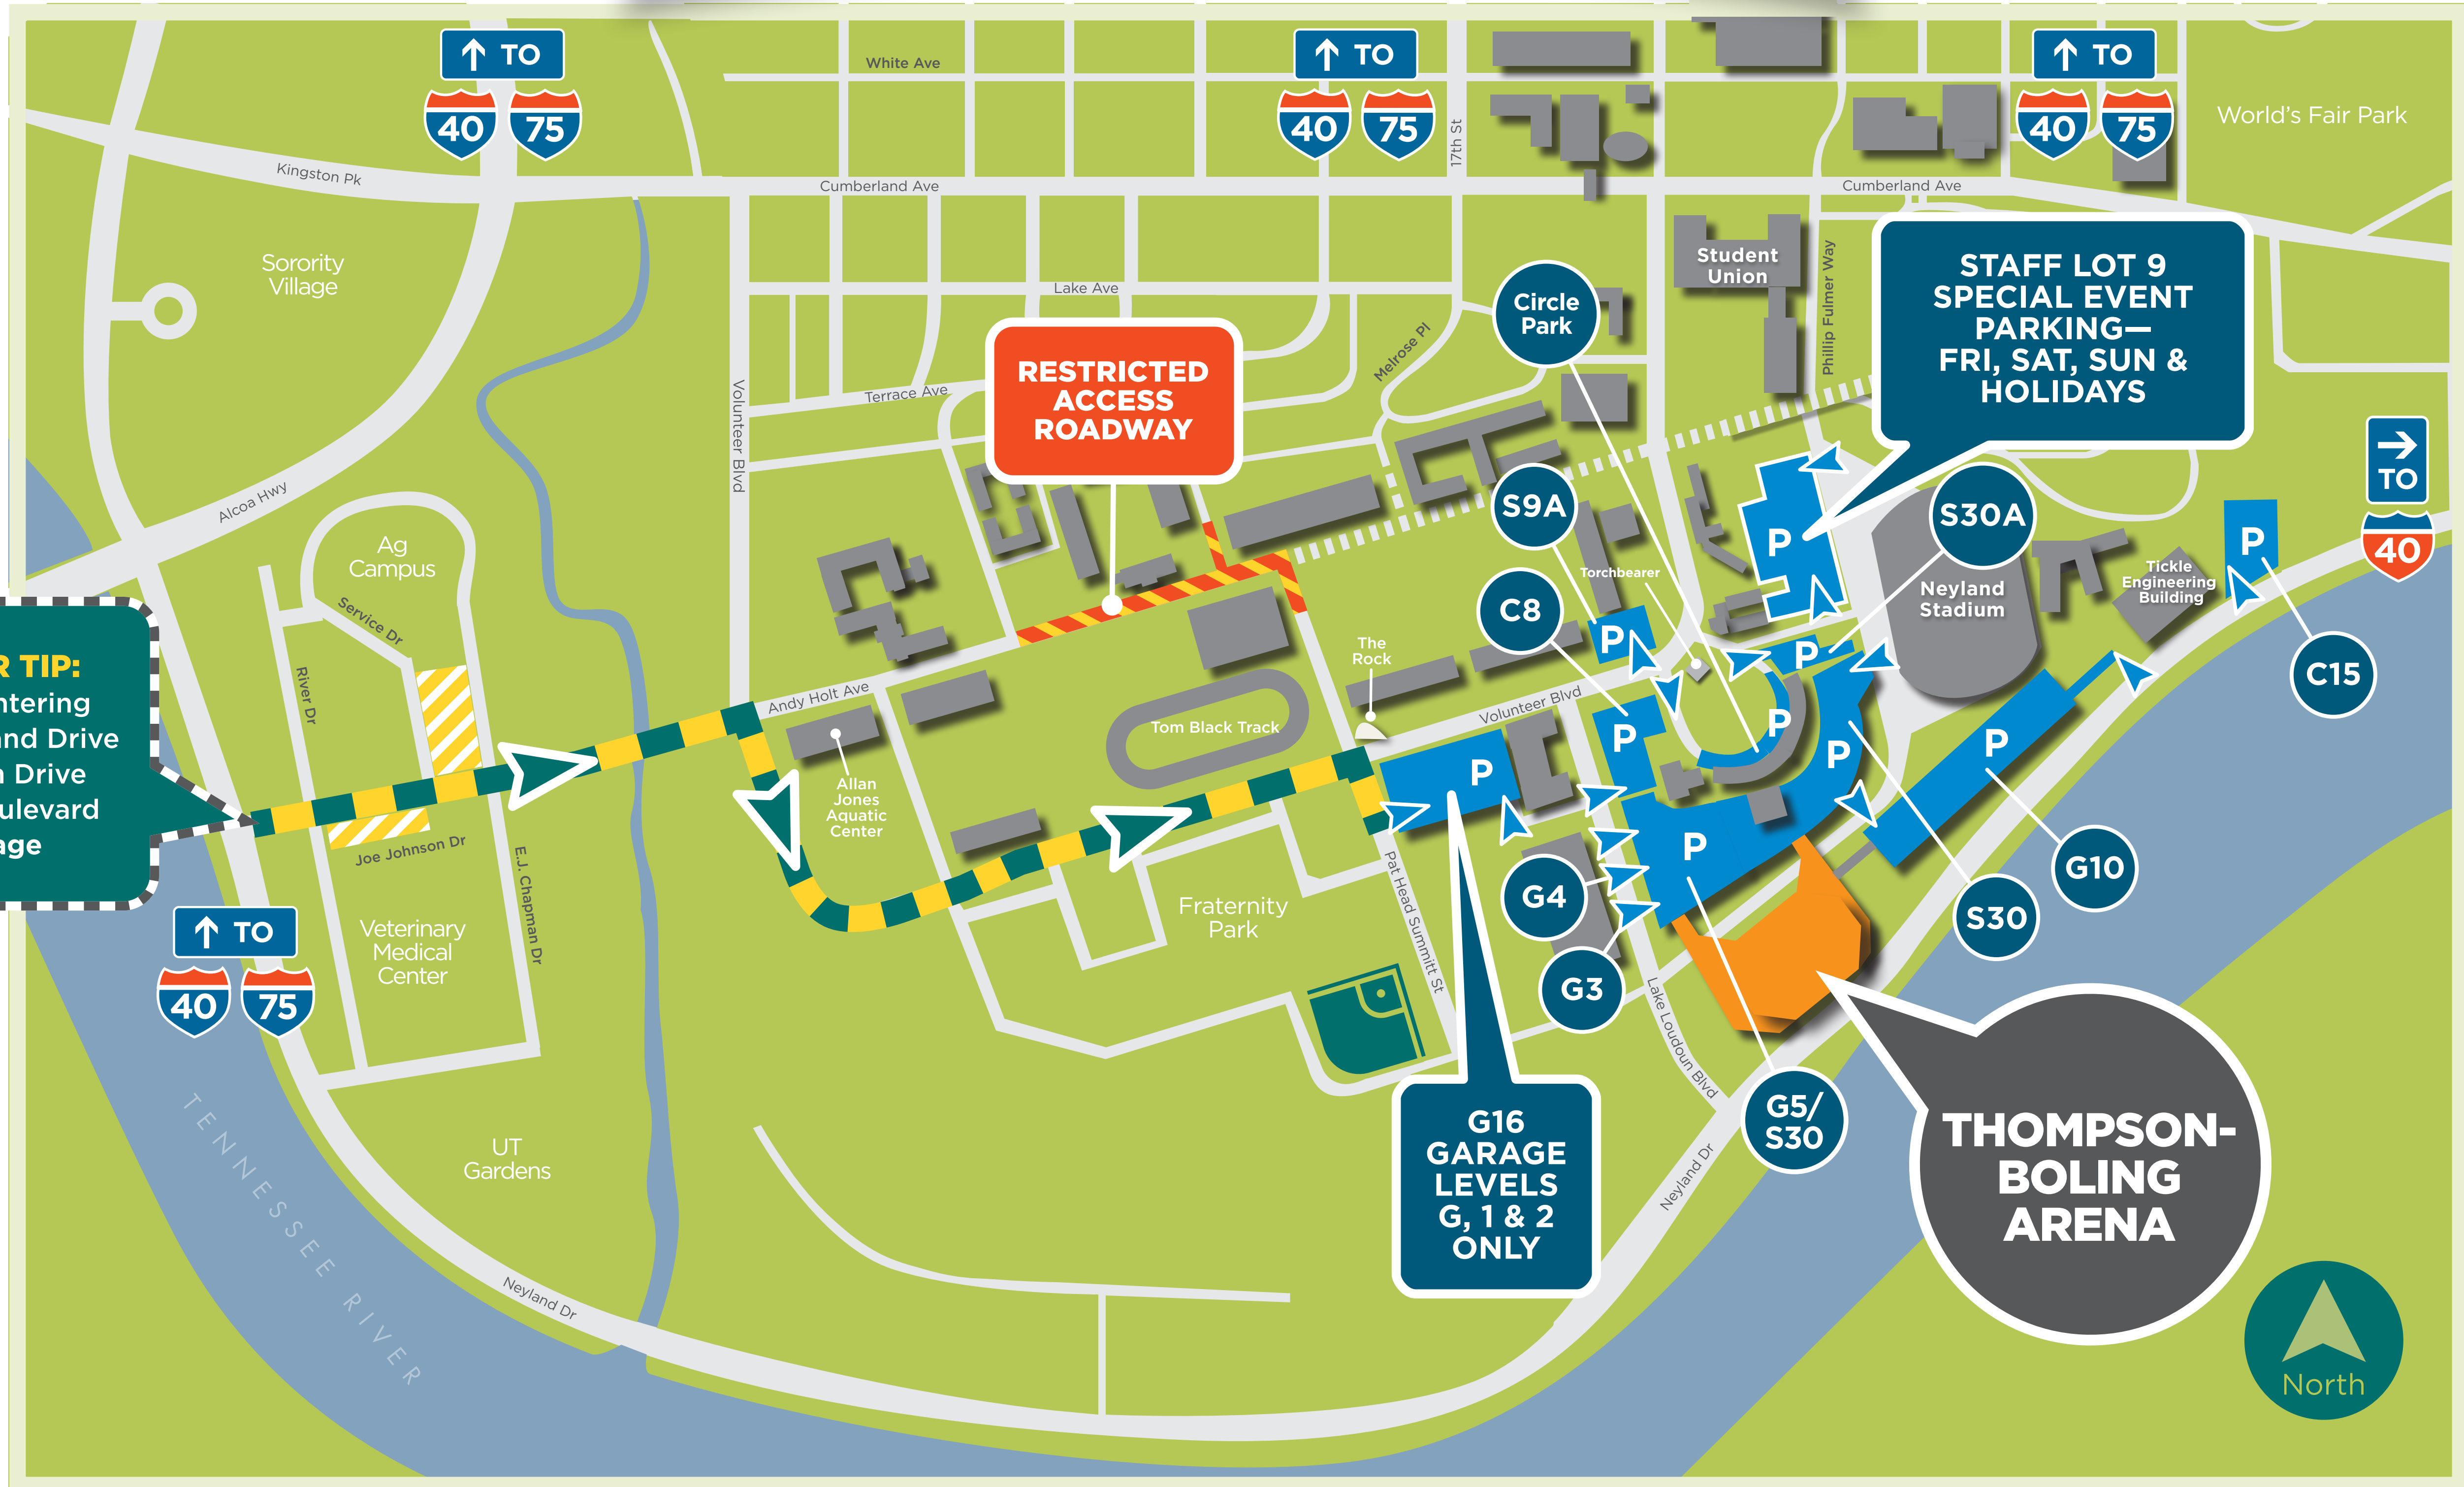 ↑ TO
40 75
↑ TO
40 75
↑ TO
40 75
White Ave
17th St
World's Fair Park
Kingston Pk
Cumberland Ave
Cumberland Ave
Sorority
Village
Student
Union
Phillip Fulmer Way
STAFF LOT 9
SPECIAL EVENT
PARKING—
FRI, SAT, SUN &
HOLIDAYS
Lake Ave
Circle
Park
Melrose Pl
RESTRICTED
ACCESS
ROADWAY
Terrace Ave
Volunteer Blvd
→
TO
40
Alcoa Hwy
S9A
S30A
P
P
Ag
Campus
Torchbearer
Neyland
Stadium
Tickle
Engineering
Building
Service Dr
C8
P
P
The
Rock
C15
R TIP:
ntering
and Drive
n Drive
oulevard
age
River Dr
Andy Holt Ave
Volunteer Blvd
Tom Black Track
P
P
P
P
P
Allan
Jones
Aquatic
Center
Joe Johnson Dr
E.J. Chapman Dr
P
Pat Head Summitt St
G4
G10
Fraternity
Park
S30
↑ TO
40 75
Veterinary
Medical
Center
G3
Lake Loudoun Blvd
G16
GARAGE
LEVELS
G, 1 & 2
ONLY
G5/
S30
THOMPSON-
BOLING
ARENA
UT
Gardens
TENNESSEE RIVER
Neyland Dr
Neyland Dr
North